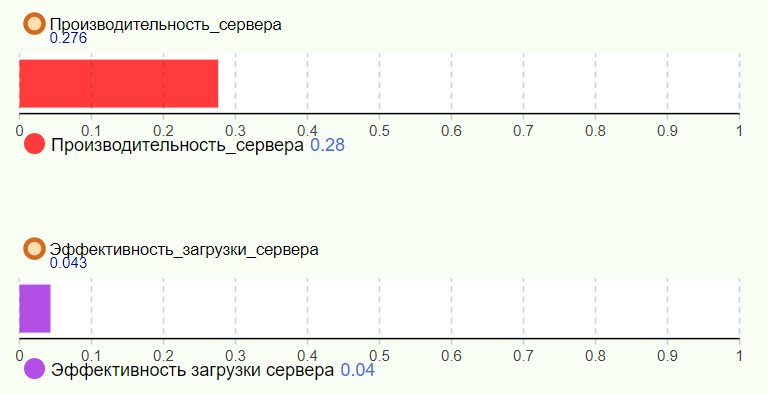 Производительность_сервера
0.276
0 0.1 0.2 0.3 0.4 0.5 0.6 0.7 0.8 0.9 1
Производительность_сервера 0.28
Эффективность_загрузки_сервера
0.043
0 0.1 0.2 0.3 0.4 0.5 0.6 0.7 0.8 0.9 1
Эффективность загрузки сервера 0.04